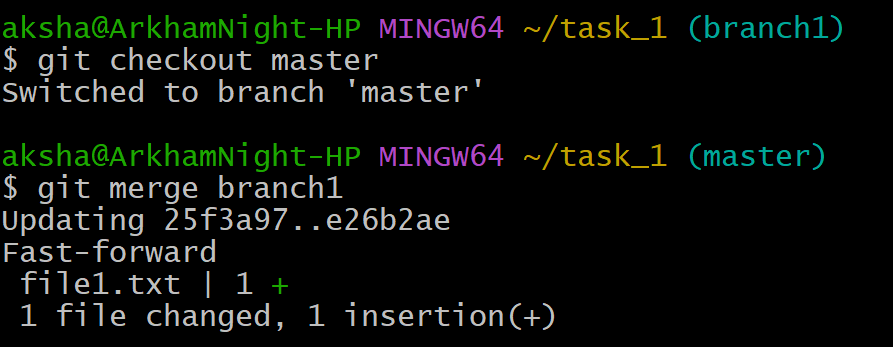 aksha@ArkhamNight-HP MINGW64 ~/task_1 (branch1)
$ git checkout master
Switched to branch 'master'
aksha@ArkhamNight-HP MINGW64 ~/task_1 (master)
$ git merge branch1
Updating 25f3a97..e26b2ae
Fast-forward
 file1.txt | 1 +
 1 file changed, 1 insertion(+)